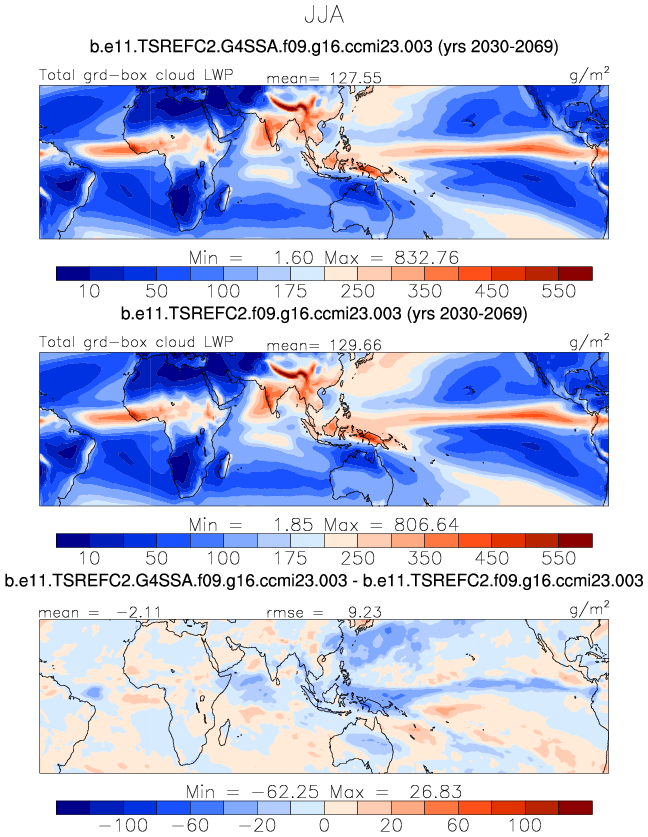 JJA
b.e11.TSREFC2.G4SSA.f09.g16.ccmi23.003 (yrs 2030-2069)
Total grd-box cloud LWP mean= 127.55 g/m²
Min = 1.60 Max = 832.76
10 50 100 175 250 350 450 550
b.e11.TSREFC2.f09.g16.ccmi23.003 (yrs 2030-2069)
Total grd-box cloud LWP mean= 129.66 g/m²
Min = 1.85 Max = 806.64
10 50 100 175 250 350 450 550
b.e11.TSREFC2.G4SSA.f09.g16.ccmi23.003 - b.e11.TSREFC2.f09.g16.ccmi23.003
mean = -2.11 rmse = 9.23 g/m²
Min = -62.25 Max = 26.83
-100 -60 -20 0 20 60 100